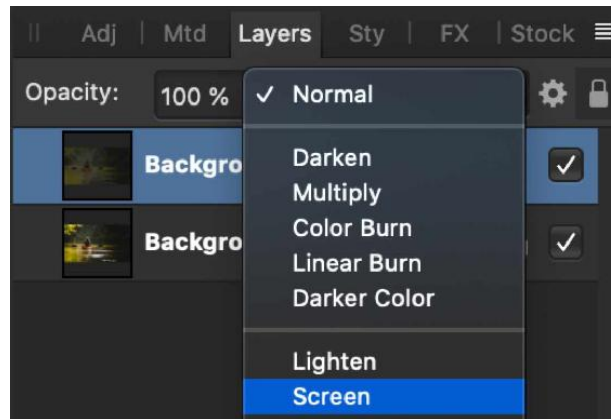 Adj Mtd Layers Sty FX Stock
Opacity: 100 % ✓ Normal
Darken
Backgro
Multiply
Color Burn
Backgro
Linear Burn
Darker Color
Lighten
Screen